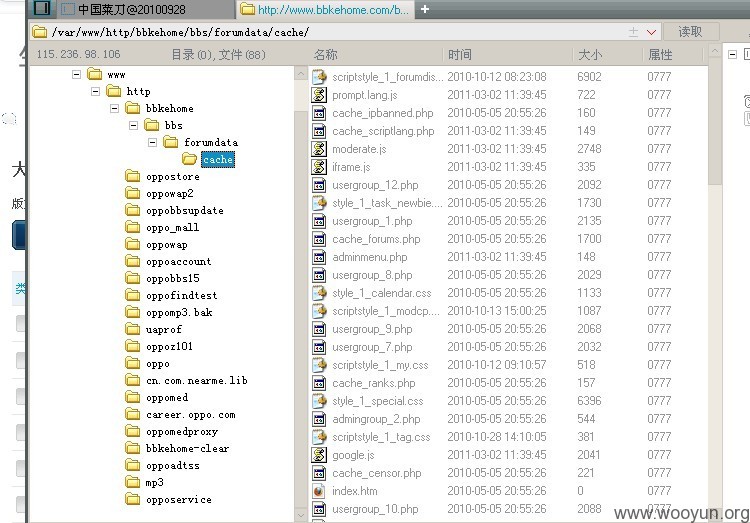 中国菜刀@20100928
http://www.bbkehome.com/b...
+
/var/www/http/bbkehome/bbs/forumdata/cache/
读取
115.236.98.106
目录(0),文件(88)
名称 时间 大小 属性
www
http
bbkehome
bbs
forumdata
cache
oppostore
oppowap2
oppobbsupdate
oppo_mall
oppowap
oppoaccount
oppobbs15
oppofindtest
oppomp3.bak
uaprof
oppoz101
oppo
cn.com.nearme.lib
oppomed
career.oppo.com
oppomedproxy
bbkehome-clear
oppoadtss
mp3
opposervice
scriptstyle_1_forumdis... 2010-10-12 08:23:08 6902 0777
prompt.lang.js 2011-03-02 11:39:45 722 0777
cache_ipbanned.php 2010-05-05 20:55:26 160 0777
cache_scriptlang.php 2011-03-02 11:39:45 149 0777
moderate.js 2011-03-02 11:39:45 2748 0777
iframe.js 2011-03-02 11:39:45 335 0777
usergroup_12.php 2010-05-05 20:55:26 2092 0777
style_1_task_newbie.... 2010-05-05 20:55:26 1730 0777
usergroup_1.php 2010-05-05 20:55:26 2135 0777
cache_forums.php 2010-05-05 20:55:26 1700 0777
adminmenu.php 2011-03-02 11:39:45 148 0777
usergroup_8.php 2010-05-05 20:55:26 2029 0777
style_1_calendar.css 2010-05-05 20:55:26 1133 0777
scriptstyle_1_modcp.... 2010-10-13 15:00:25 1087 0777
usergroup_9.php 2010-05-05 20:55:26 2068 0777
usergroup_7.php 2010-05-05 20:55:26 2032 0777
scriptstyle_1_my.css 2010-10-12 09:10:57 518 0777
cache_ranks.php 2010-05-05 20:55:26 157 0777
style_1_special.css 2010-05-05 20:55:26 6396 0777
admingroup_2.php 2010-05-05 20:55:26 544 0777
scriptstyle_1_tag.css 2010-10-28 14:10:05 381 0777
google.js 2011-03-02 11:39:45 2041 0777
cache_censor.php 2010-05-05 20:55:26 221 0777
index.htm 2010-05-05 20:55:26 0 0777
usergroup_10.php 2010-05-05 20:55:26 2088 0777
www.wooyun.org